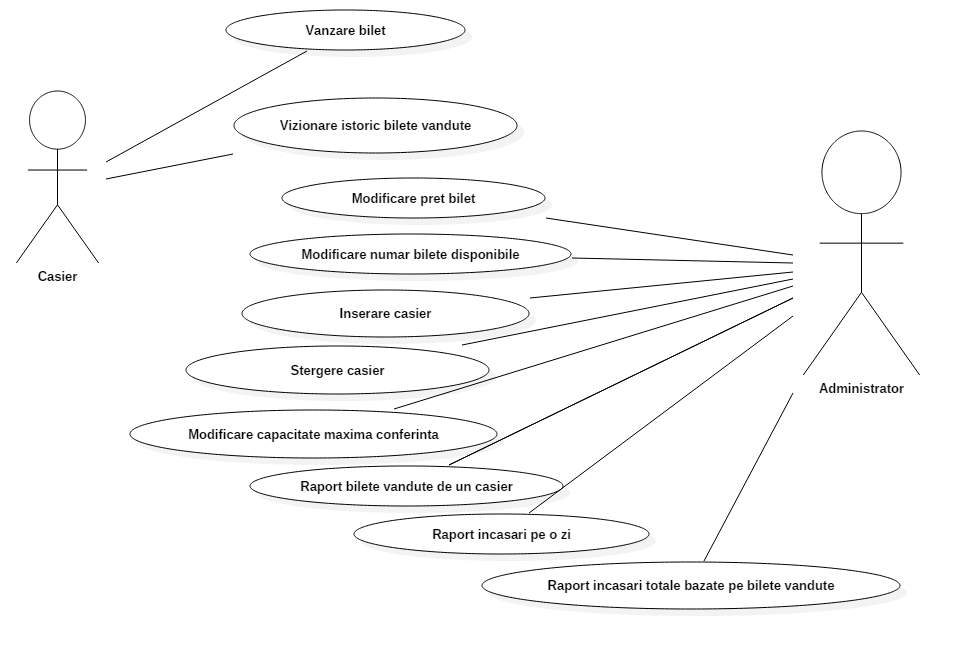 Vanzare bilet
Vizionare istoric bilete vandute
Modificare pret bilet
Modificare numar bilete disponibile
Casier
Inserare casier
Stergere casier
Administrator
Modificare capacitate maxima conferinta
Raport bilete vandute de un casier
Raport incasari pe o zi
Raport incasari totale bazate pe bilete vandute